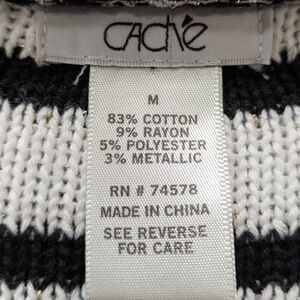 CAChé
M
83% COTTON
9% RAYON
5% POLYESTER
3% METALLIC
RN # 74578
MADE IN CHINA
SEE REVERSE
FOR CARE